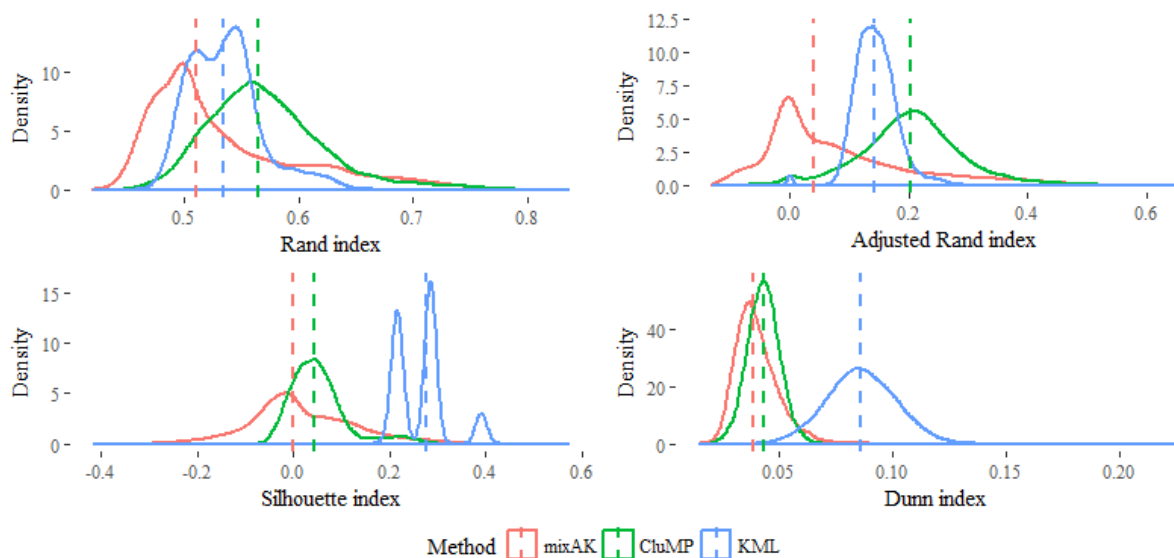 Density
10
5
0
0.5 0.6 0.7 0.8
Rand index
Density
12.5
10.0
7.5
5.0
2.5
0.0
0.0 0.2 0.4 0.6
Adjusted Rand index
Density
15
10
5
0
-0.4 -0.2 0.0 0.2 0.4 0.6
Silhouette index
Density
40
20
0
0.05 0.10 0.15 0.20
Dunn index
Method mixAK CluMP KML